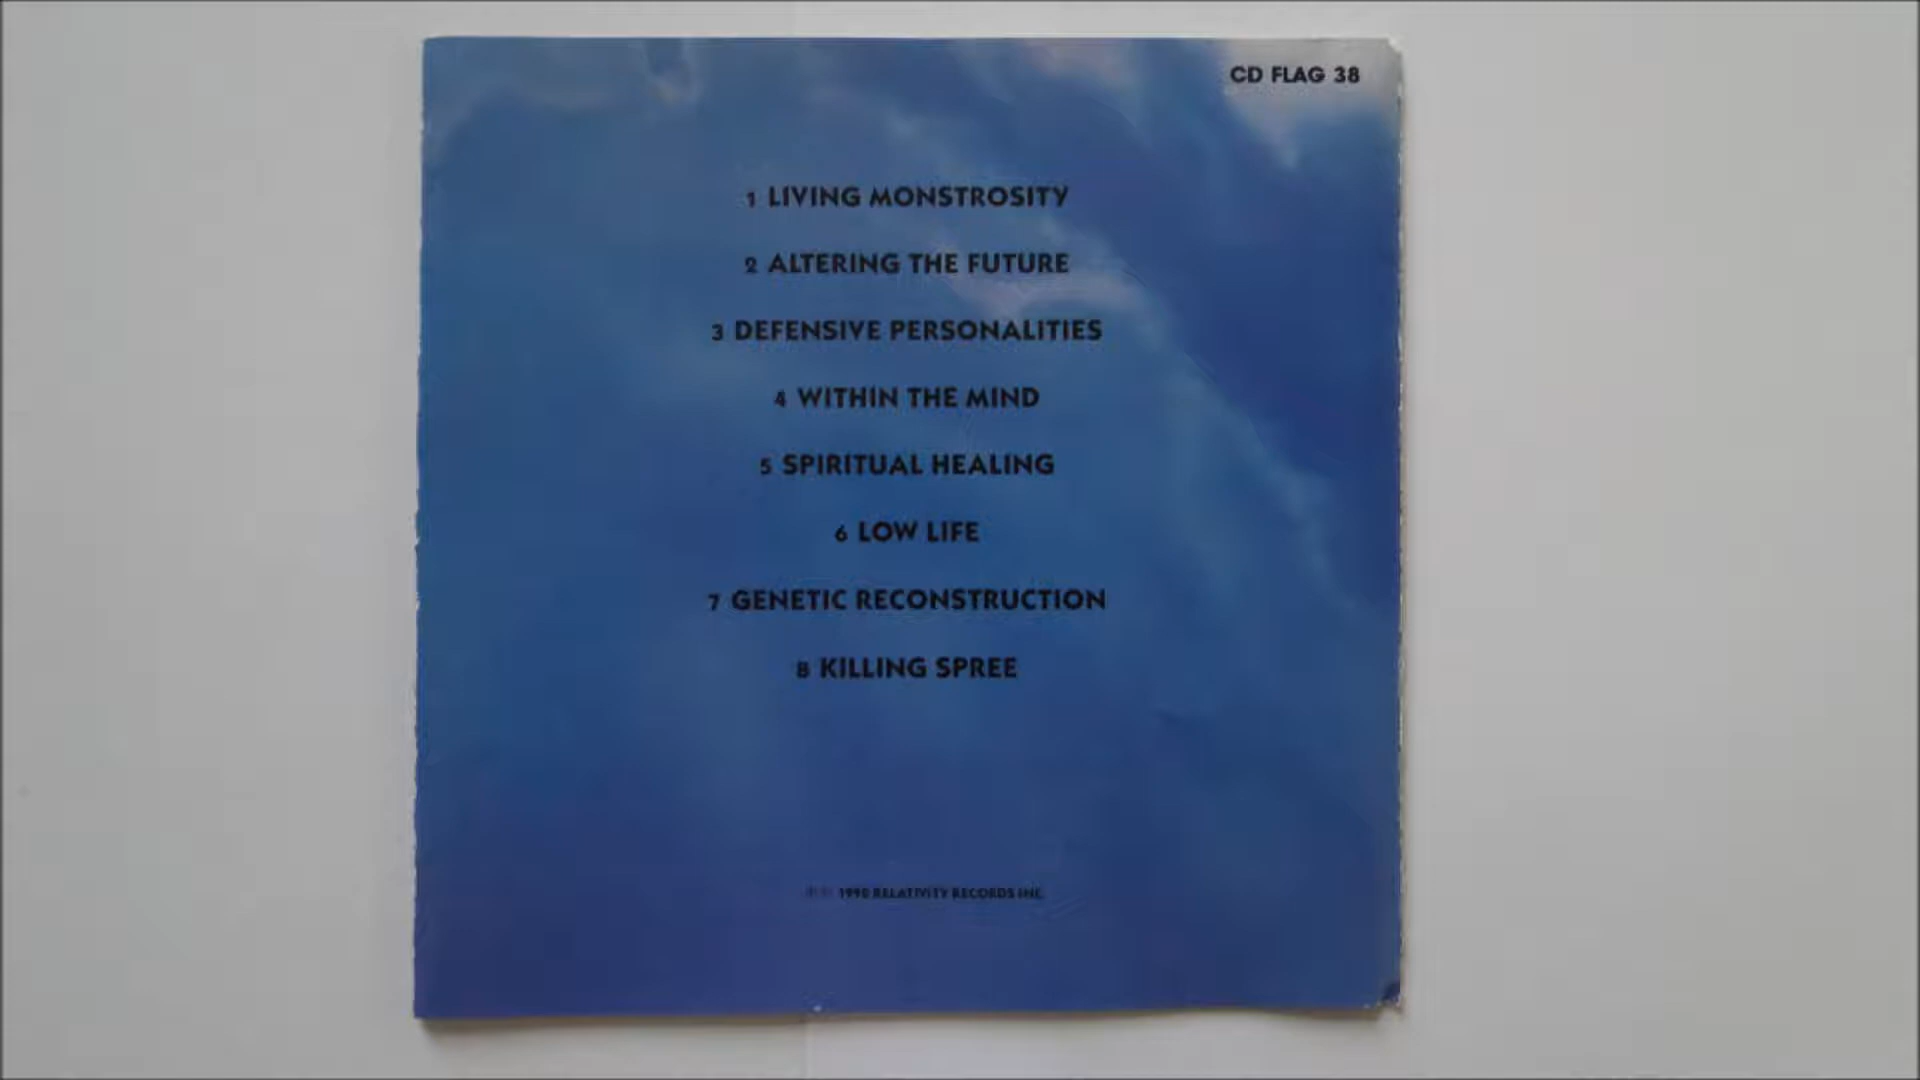 CD FLAG 38
1 LIVING MONSTROSITY
2 ALTERING THE FUTURE
3 DEFENSIVE PERSONALITIES
4 WITHIN THE MIND
5 SPIRITUAL HEALING
6 LOW LIFE
7 GENETIC RECONSTRUCTION
8 KILLING SPREE
1990 RELATIVITY RECORDS INC.